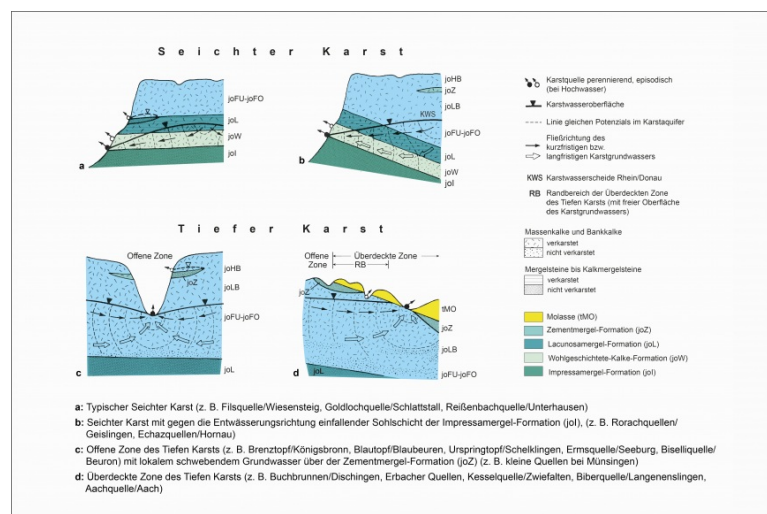 Seichter Karst
joFU-joFO
joL
joW
joI
a
joHB
joZ
joLB
KWS
joFU-joFO
joL
joW
joI
b
Karstquelle perennierend, episodisch
(bei Hochwasser)
Karstwasseroberfläche
Linie gleichen Potenzials im Karstaquifer
Fließrichtung des
kurzfristigen bzw.
langfristigen Karstgrundwassers
KWS Karstwasserscheide Rhein/Donau
RB Randbereich der Überdeckten Zone
des Tiefen Karsts (mit freier Oberfläche
des Karstgrundwassers)
Massenkalke und Bankkalke
verkarstet
nicht verkarstet
Mergelsteine bis Kalkmergelsteine
verkarstet
nicht verkarstet
Molasse (tMO)
Zementmergel-Formation (joZ)
Lacunosamergel-Formation (joL)
Wohlgeschichtete-Kalke-Formation (joW)
Impressamergel-Formation (joI)
Tiefer Karst
Offene Zone
joHB
joZ
joLB
joFU-joFO
joL
c
Offene Überdeckte Zone
Zone RB
joZ
tMO
joZ
joLB
joL
joFU-joFO
d
a: Typischer Seichter Karst (z. B. Filsquelle/Wiesensteig, Goldlochquelle/Schlattstall, Reißenbachquelle/Unterhausen)
b: Seichter Karst mit gegen die Entwässerungsrichtung einfallender Sohlschicht der Impressamergel-Formation (joI), (z. B. Rorachquellen/
Geislingen, Echazquellen/Hornau)
c: Offene Zone des Tiefen Karsts (z. B. Brenztopf/Königsbronn, Blautopf/Blaubeuren, Urspringtopf/Schelklingen, Ermsquelle/Seeburg, Biselliquelle/
Beuron) mit lokalem schwebendem Grundwasser über der Zementmergel-Formation (joZ) (z. B. kleine Quellen bei Münsingen)
d: Überdeckte Zone des Tiefen Karsts (z. B. Buchbrunnen/Dischingen, Erbacher Quellen, Kesselquelle/Zwiefalten, Biberquelle/Langenenslingen,
Aachquelle/Aach)